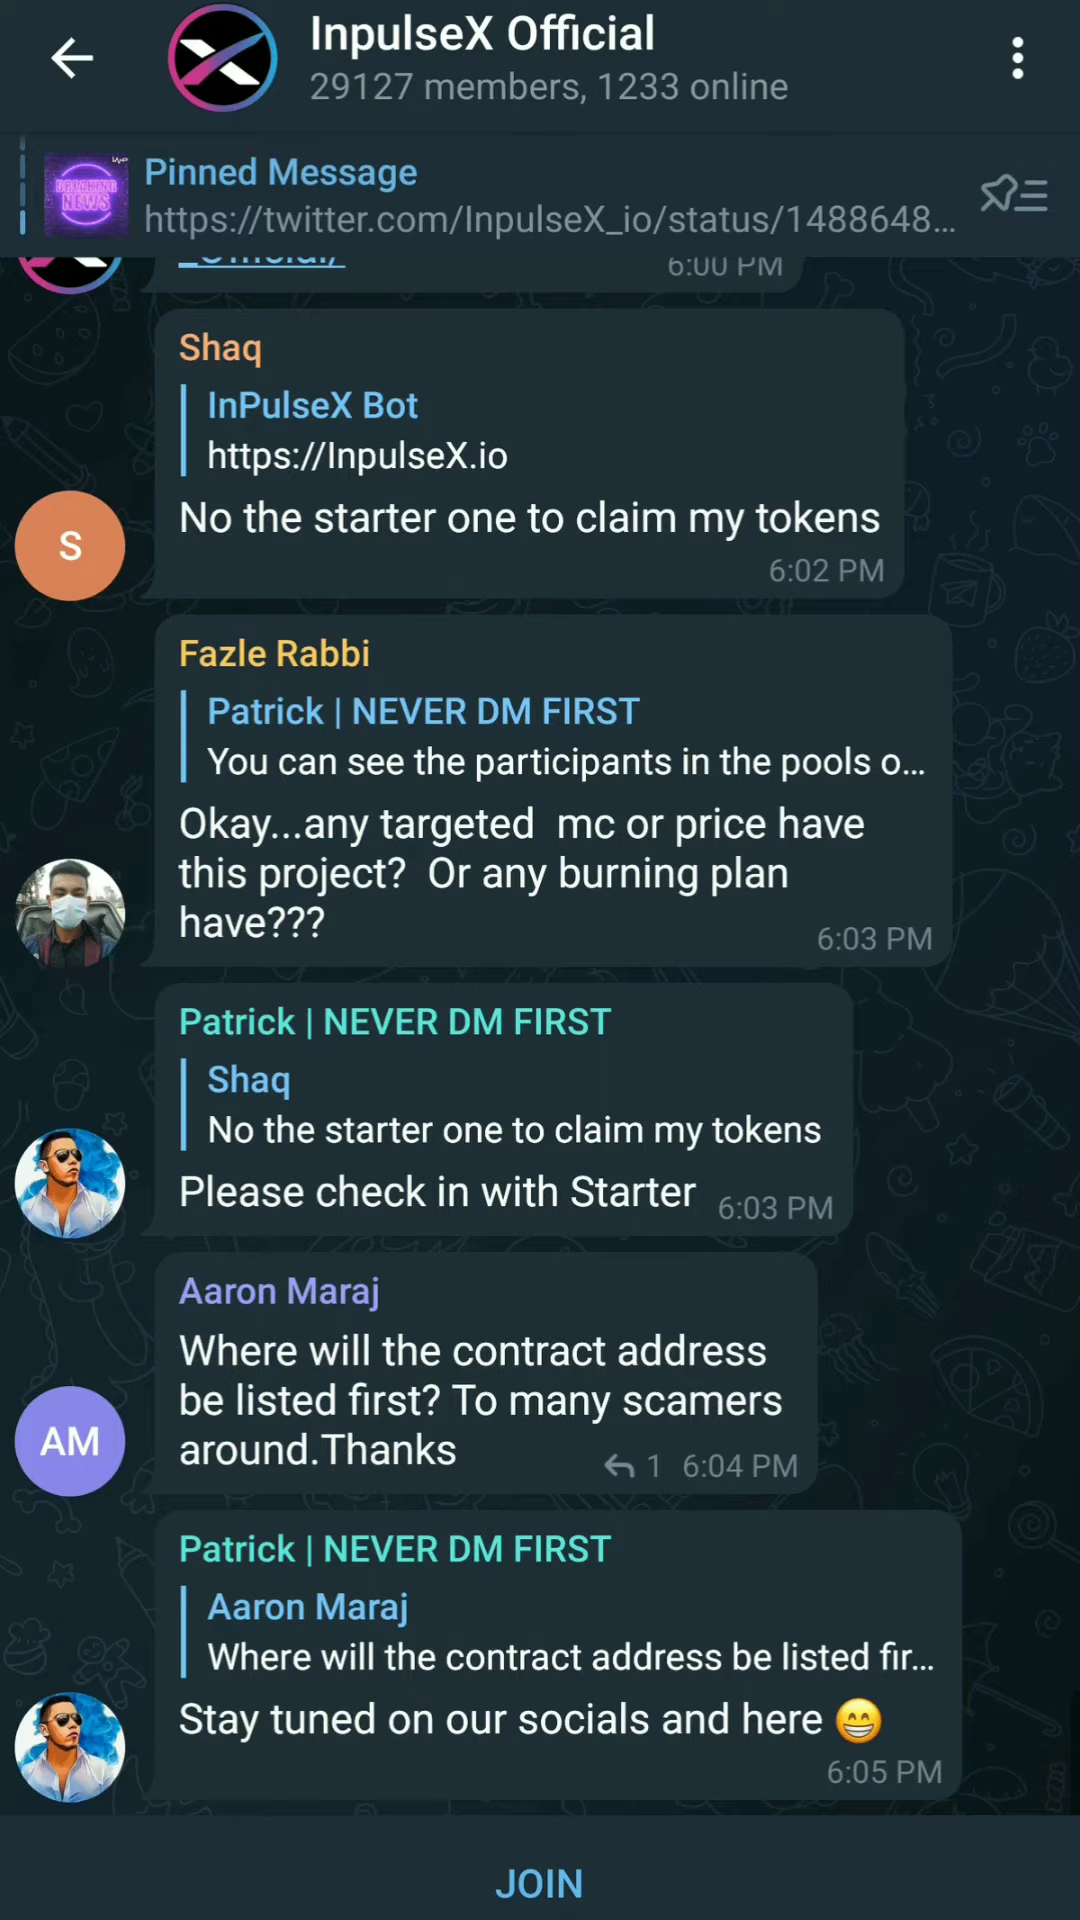 InpulseX Official
29127 members, 1233 online
Pinned Message
https://twitter.com/InpulseX_io/status/1488648...
BREAKING
NEWS
6:00 PM
Shaq
InPulseX Bot
https://InpulseX.io
No the starter one to claim my tokens
6:02 PM
S
Fazle Rabbi
Patrick | NEVER DM FIRST
You can see the participants in the pools o...
Okay...any targeted  mc or price have
this project?  Or any burning plan
have???
6:03 PM
Patrick | NEVER DM FIRST
Shaq
No the starter one to claim my tokens
Please check in with Starter 6:03 PM
Aaron Maraj
Where will the contract address
be listed first? To many scamers
around.Thanks
1 6:04 PM
AM
Patrick | NEVER DM FIRST
Aaron Maraj
Where will the contract address be listed fir...
Stay tuned on our socials and here 😁
6:05 PM
JOIN